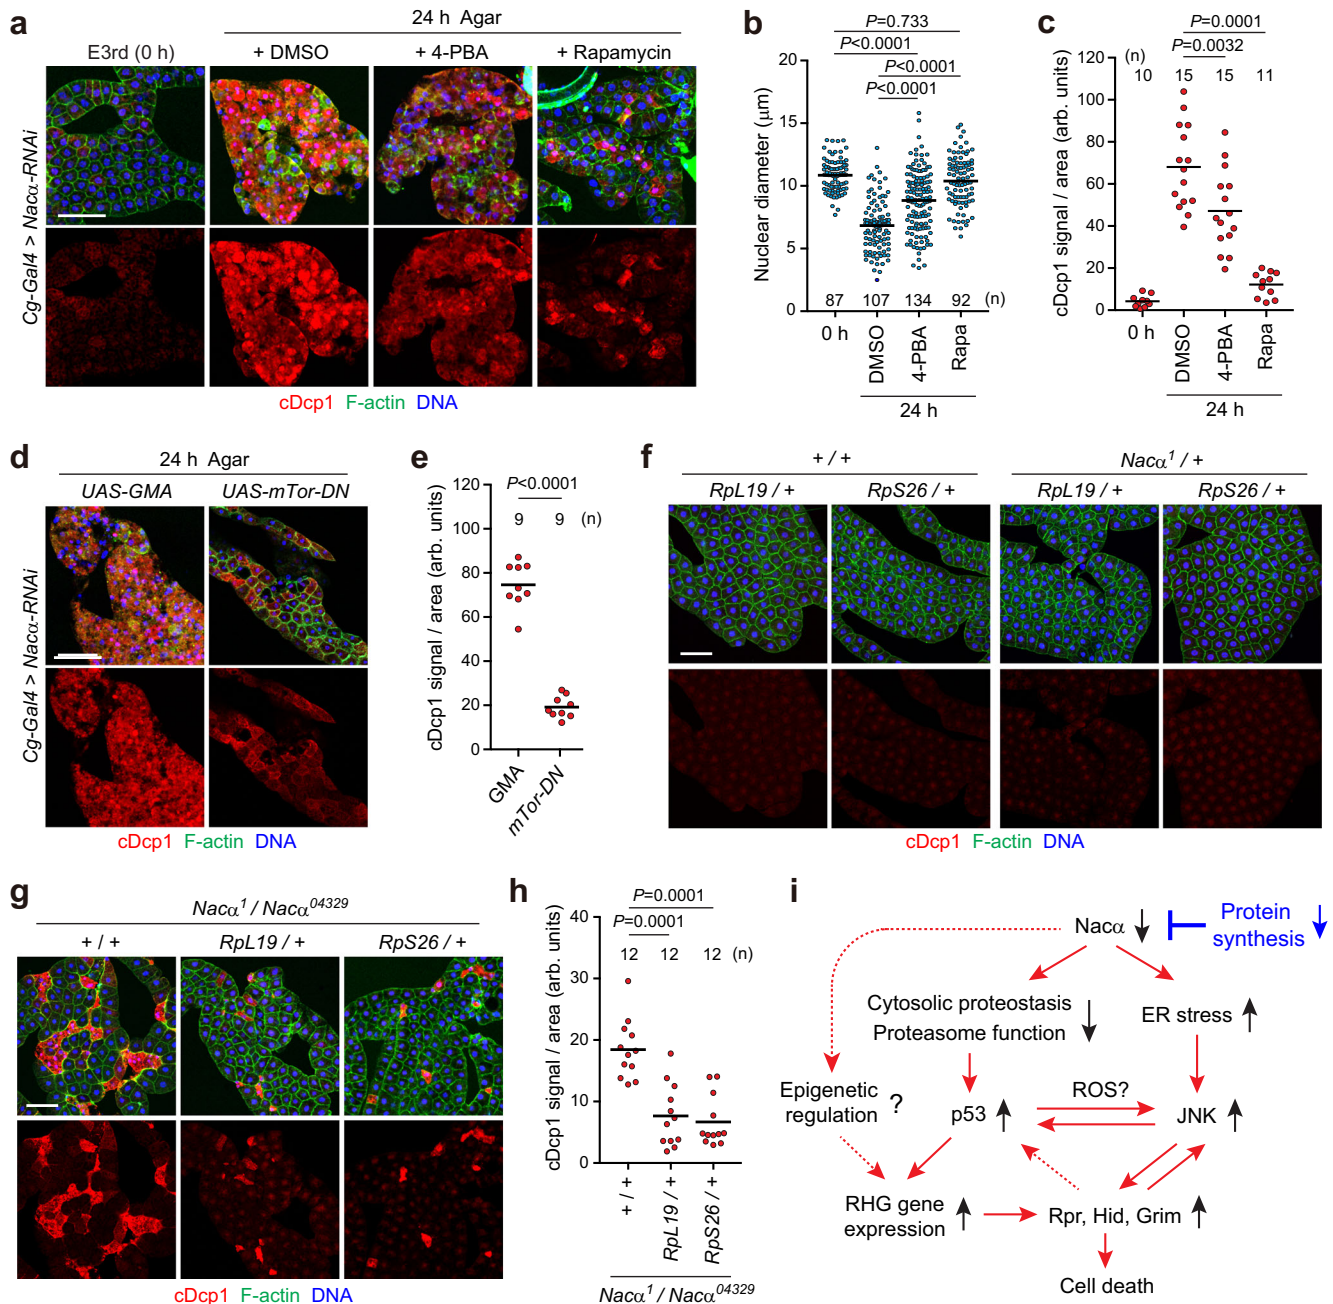 a
24 h Agar
E3rd (0 h)
+ DMSO
+ 4-PBA
+ Rapamycin
Cg-Gal4 > Nacα-RNAi
cDcp1 F-actin DNA
b
P=0.733
P<0.0001
P<0.0001
P<0.0001
Nuclear diameter (μm)
20
15
10
5
0
87 107 134 92 (n)
0 h
DMSO
4-PBA
Rapa
24 h
c
P=0.0001
P=0.0032
cDcp1 signal / area (arb. units)
120
100
80
60
40
20
0
(n)
10 15 15 11
0 h
DMSO
4-PBA
Rapa
24 h
d
24 h Agar
UAS-GMA UAS-mTor-DN
Cg-Gal4 > Nacα-RNAi
cDcp1 F-actin DNA
e
P<0.0001
9 9 (n)
cDcp1 signal / area (arb. units)
120
100
80
60
40
20
0
GMA
mTor-DN
f
+ / +
Nacα¹ / +
RpL19 / + RpS26 / + RpL19 / + RpS26 / +
cDcp1 F-actin DNA
g
Nacα¹ / Nacα⁰⁴³²⁹
+ / + RpL19 / + RpS26 / +
cDcp1 F-actin DNA
h
P=0.0001
P=0.0001
12 12 12 (n)
cDcp1 signal / area (arb. units)
40
30
20
10
0
+ / +
RpL19 / +
RpS26 / +
Nacα¹ / Nacα⁰⁴³²⁹
i
Nacα
Protein
synthesis
Cytosolic proteostasis
Proteasome function
ER stress
Epigenetic
regulation ?
p53
ROS?
JNK
RHG gene
expression
Rpr, Hid, Grim
Cell death